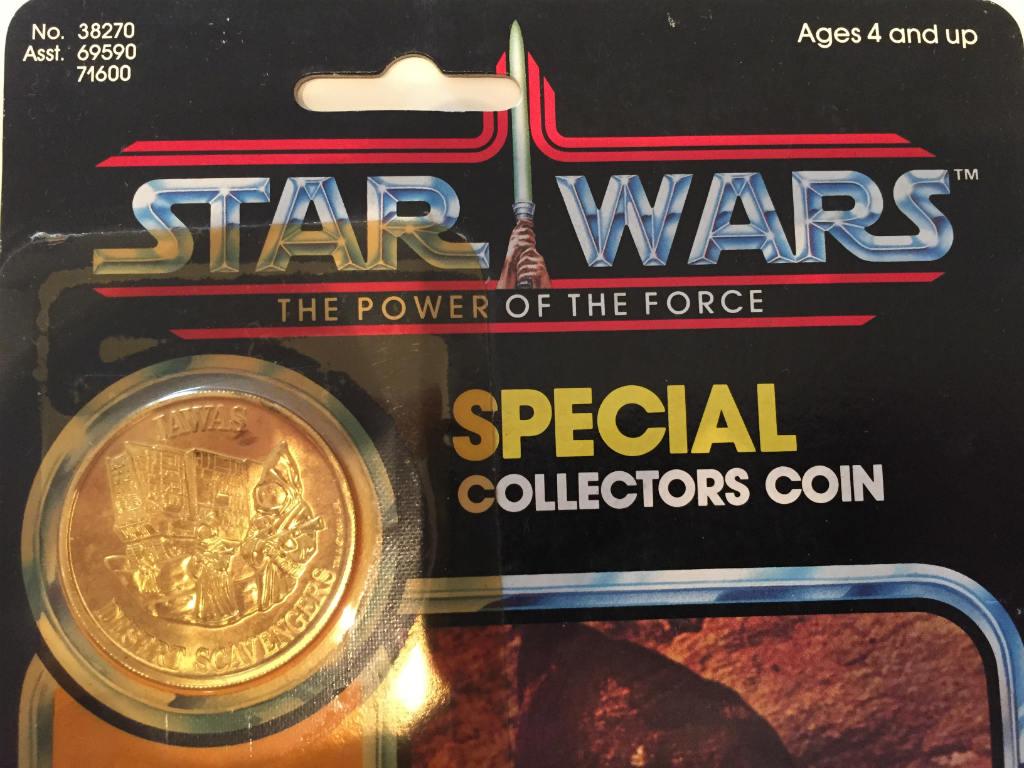 No. 38270
Asst. 69590
71600
Ages 4 and up
STAR WARS™
THE POWER OF THE FORCE
SPECIAL
COLLECTORS COIN
JAWAS
DESERT SCAVENGERS